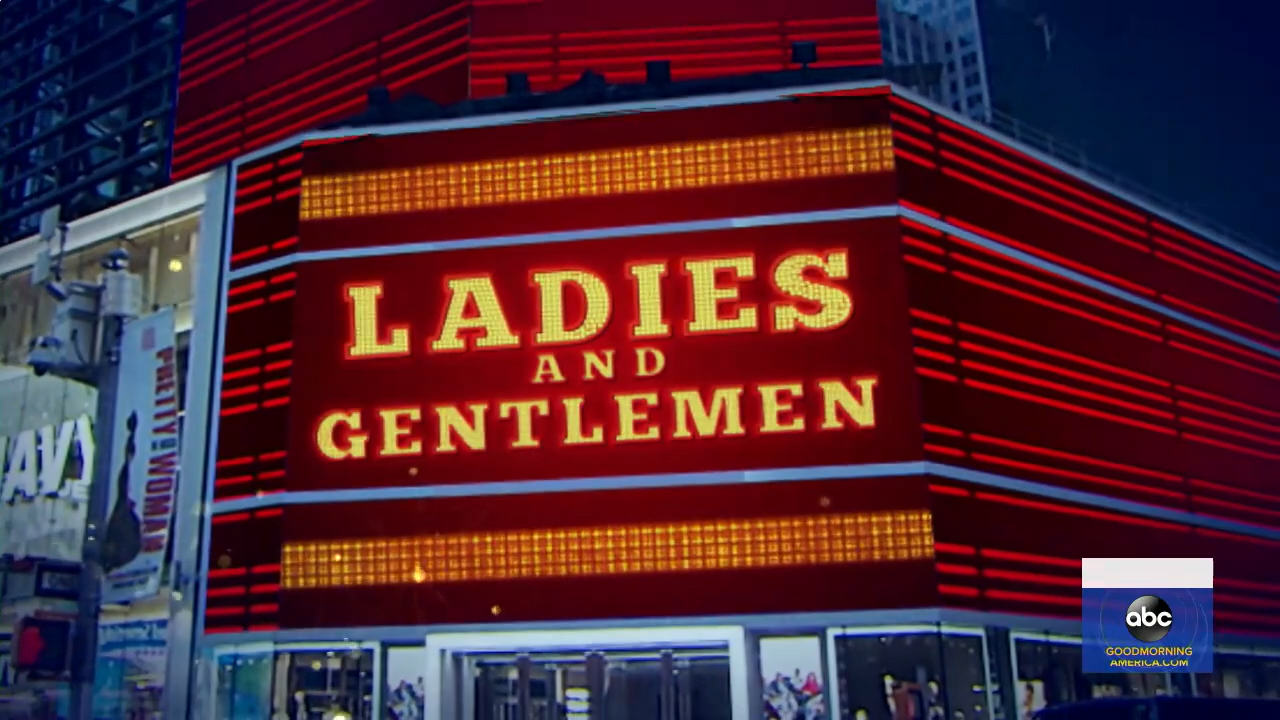 LADIES
AND
GENTLEMEN
PRETTY
WOMAN
abc
GOODMORNING
AMERICA.COM